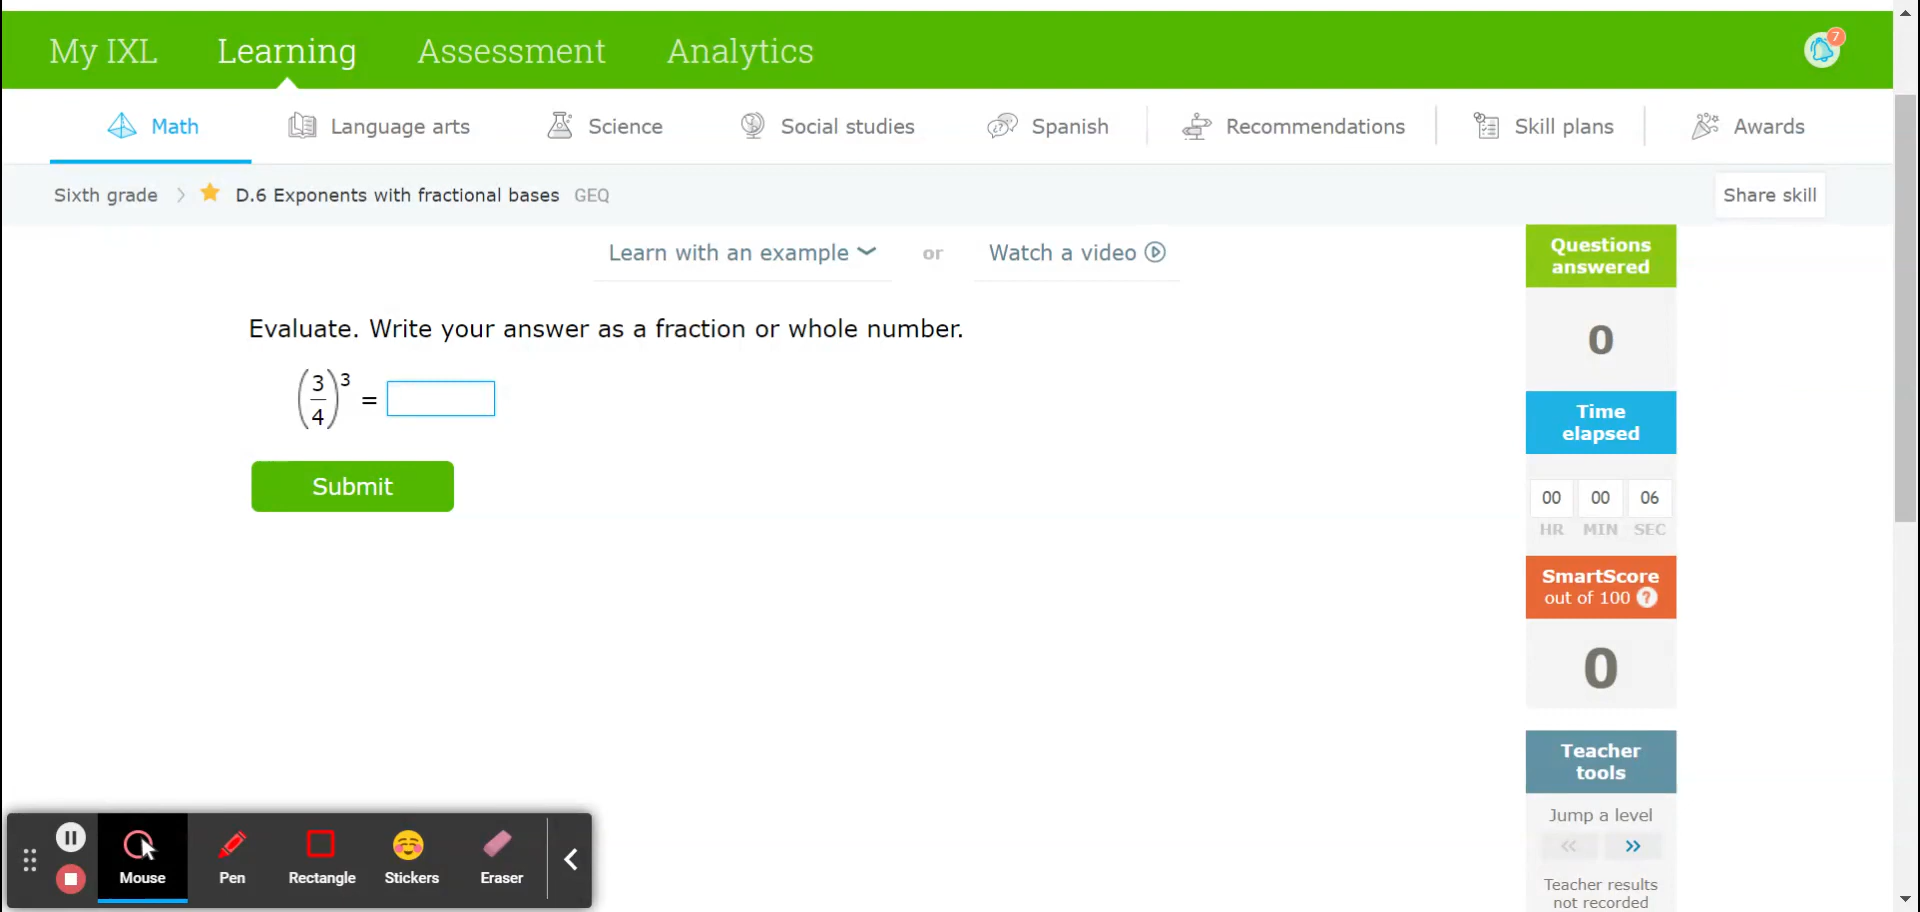 My IXL Learning Assessment Analytics 7
Math Language arts Science Social studies Spanish Recommendations Skill plans Awards
Sixth grade > D.6 Exponents with fractional bases GEQ Share skill
Learn with an example or Watch a video
Questions
answered
0
Evaluate. Write your answer as a fraction or whole number.
(3/4)³ =
Submit
Time
elapsed
00 00 06
HR MIN SEC
SmartScore
out of 100 ?
0
Teacher
tools
Jump a level
<< >>
Teacher results
not recorded
Mouse Pen Rectangle Stickers Eraser